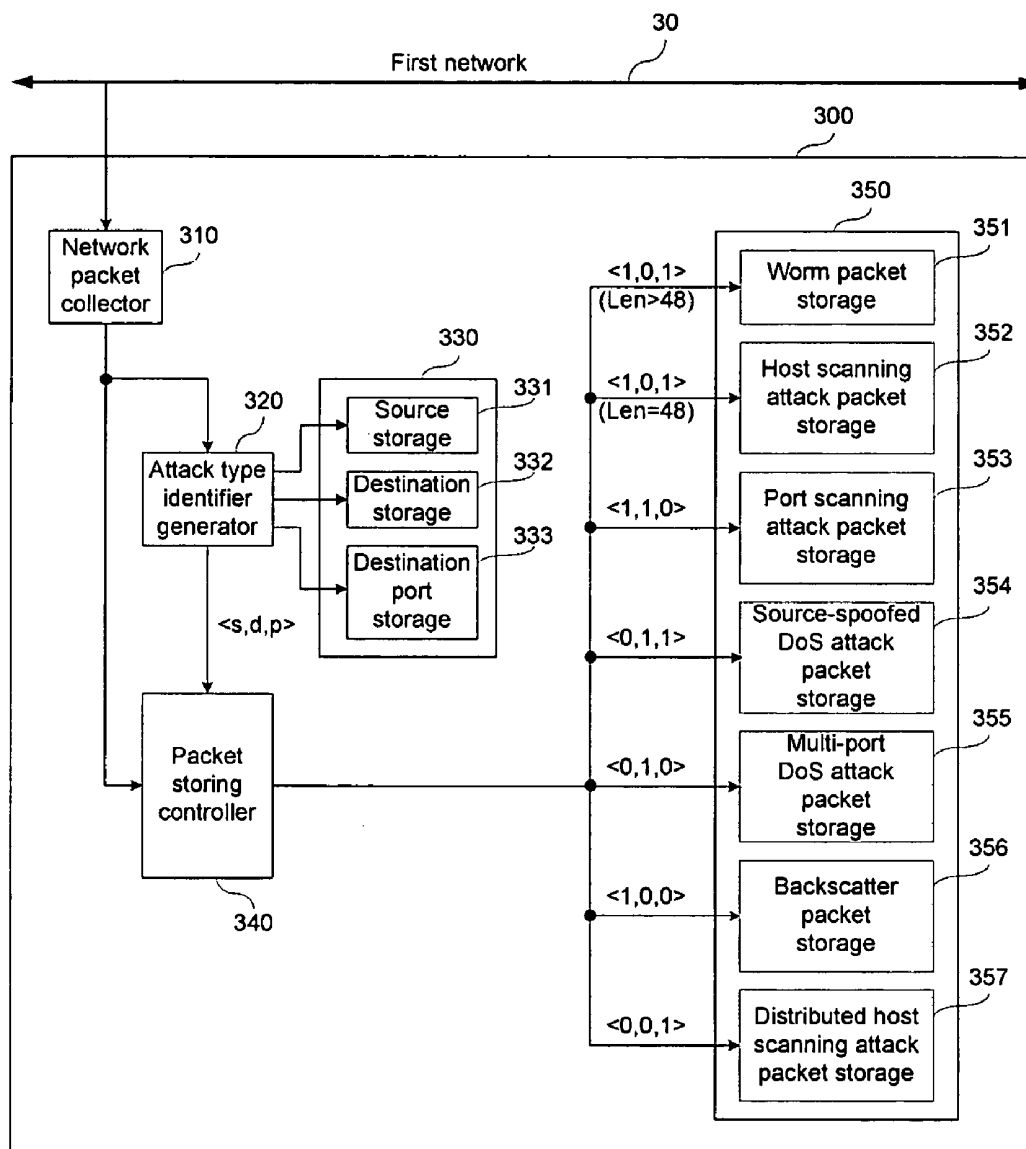 30
First network
300
310
Network
packet
collector
320
Attack type
identifier
generator
<s,d,p>
330
331
Source
storage
332
Destination
storage
333
Destination
port
storage
Packet
storing
controller
340
350
351
<1,0,1>
(Len>48)
Worm packet
storage
352
<1,0,1>
(Len=48)
Host scanning
attack packet
storage
353
<1,1,0>
Port scanning
attack packet
storage
354
<0,1,1>
Source-spoofed
DoS attack
packet
storage
355
<0,1,0>
Multi-port
DoS attack
packet
storage
356
<1,0,0>
Backscatter
packet
storage
357
<0,0,1>
Distributed host
scanning attack
packet storage